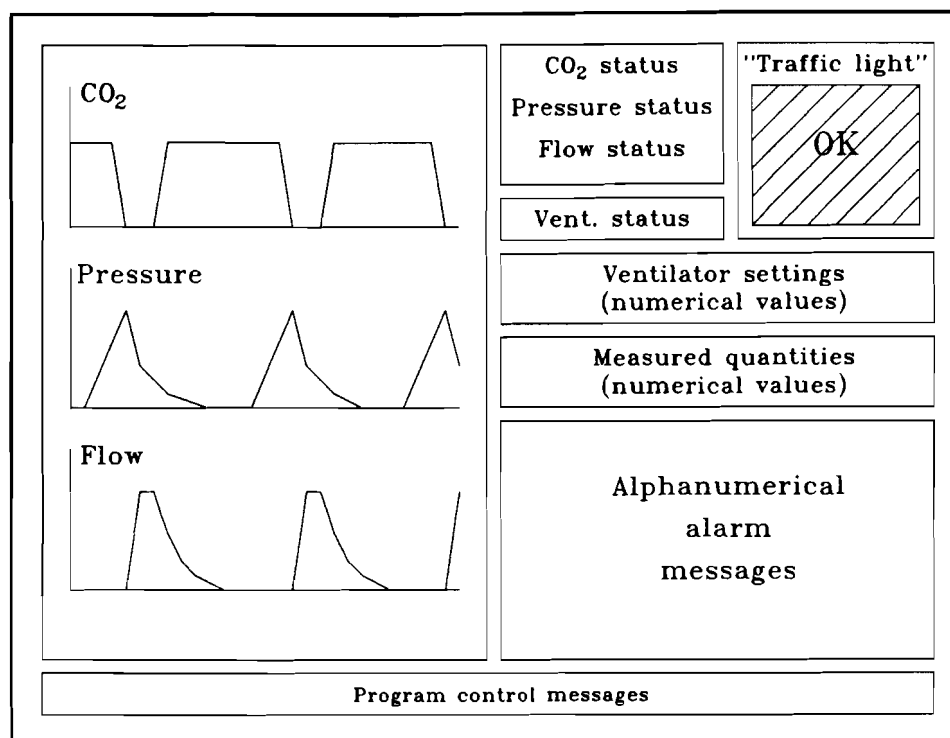 CO₂
Pressure
Flow
CO₂ status
Pressure status
Flow status
Vent. status
"Traffic light"
OK
Ventilator settings
(numerical values)
Measured quantities
(numerical values)
Alphanumerical
alarm
messages
Program control messages